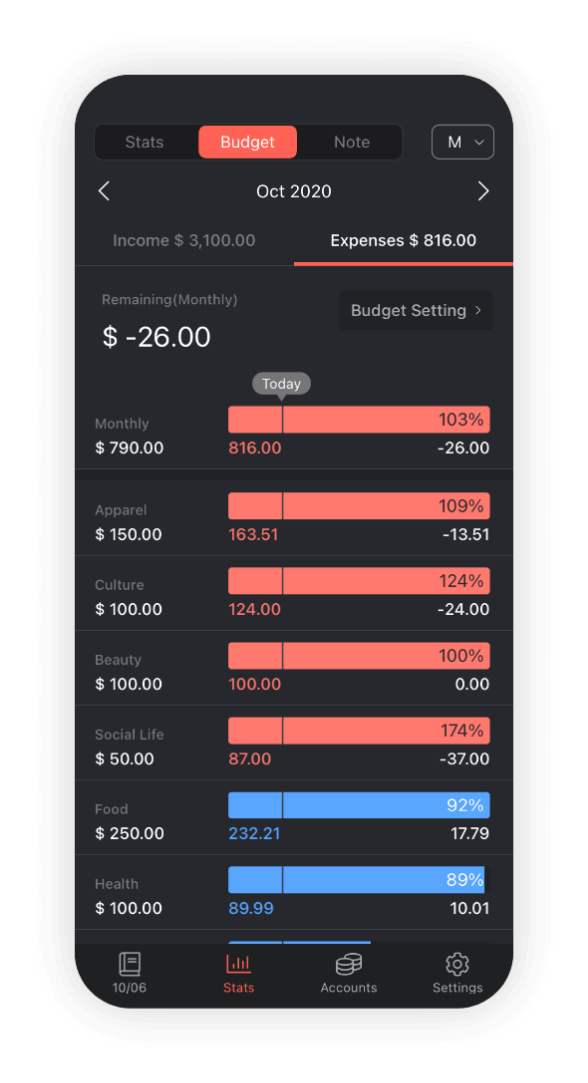 Stats Budget Note M
Oct 2020
Income $ 3,100.00 Expenses $ 816.00
Remaining(Monthly)
Budget Setting
$ -26.00
Today
Monthly 103%
$ 790.00 816.00 -26.00
Apparel 109%
$ 150.00 163.51 -13.51
Culture 124%
$ 100.00 124.00 -24.00
Beauty 100%
$ 100.00 100.00 0.00
Social Life 174%
$ 50.00 87.00 -37.00
Food 92%
$ 250.00 232.21 17.79
Health 89%
$ 100.00 89.99 10.01
10/06 Stats Accounts Settings